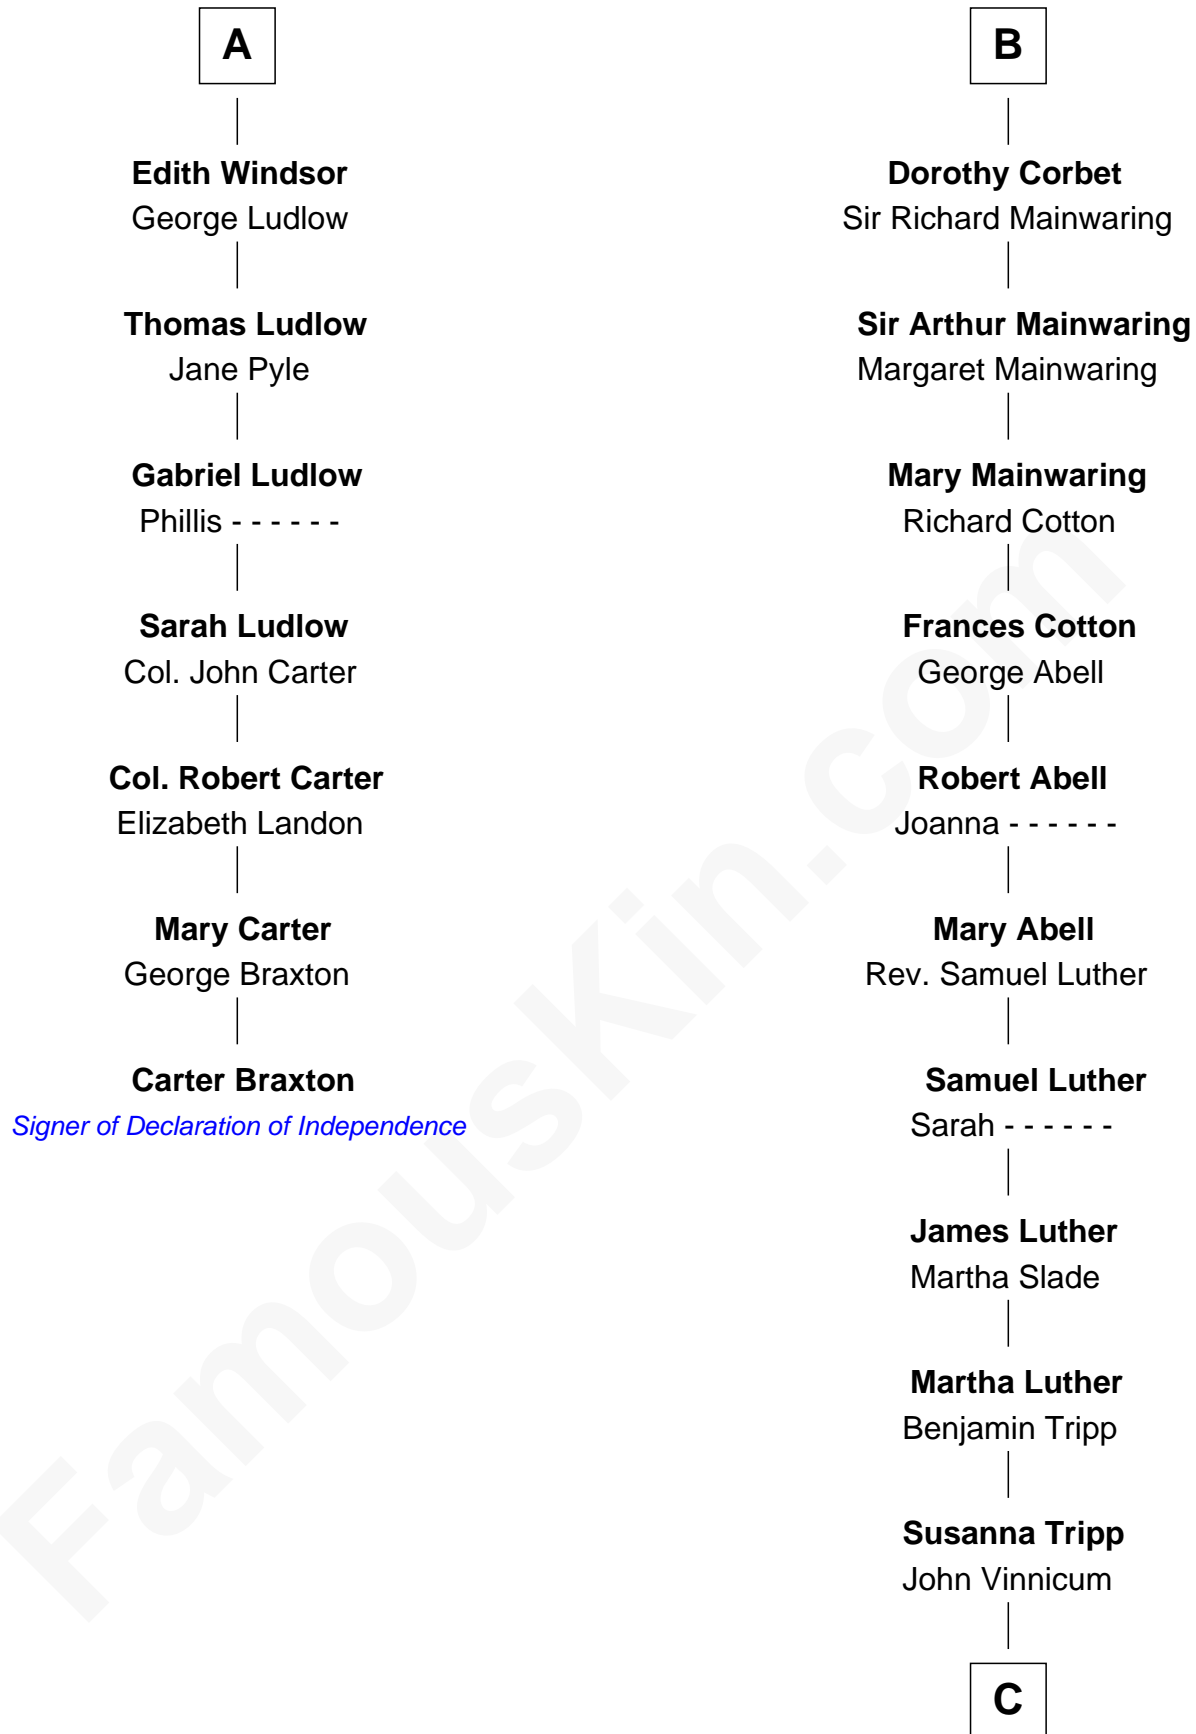 A
Edith Windsor
George Ludlow
Thomas Ludlow
Jane Pyle
Gabriel Ludlow
Phillis - - - - - -
Sarah Ludlow
Col. John Carter
Col. Robert Carter
Elizabeth Landon
Mary Carter
George Braxton
Carter Braxton
Signer of Declaration of Independence
B
Dorothy Corbet
Sir Richard Mainwaring
Sir Arthur Mainwaring
Margaret Mainwaring
Mary Mainwaring
Richard Cotton
Frances Cotton
George Abell
Robert Abell
Joanna - - - - - -
Mary Abell
Rev. Samuel Luther
Samuel Luther
Sarah - - - - - -
James Luther
Martha Slade
Martha Luther
Benjamin Tripp
Susanna Tripp
John Vinnicum
C
FamousKin.com